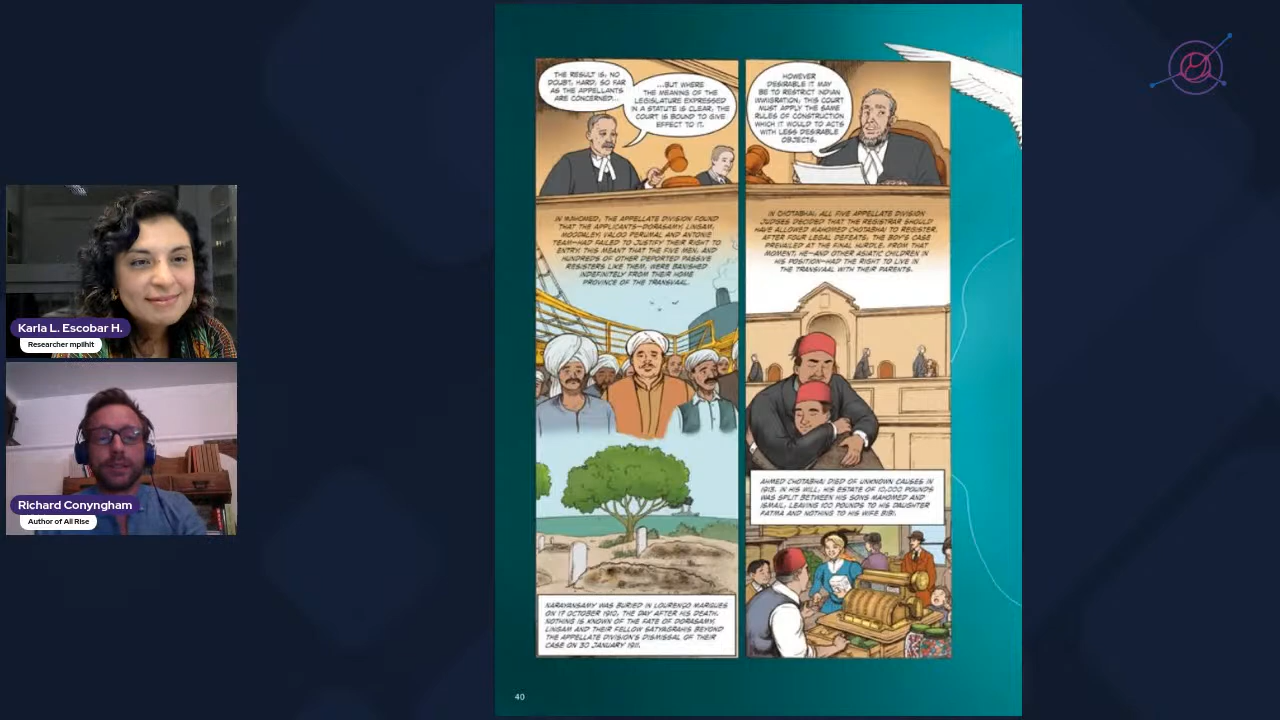 Karla L. Escobar H.
Researcher mpilhlt
Richard Conyngham
Author of All Rise
THE RESULT IS, NO
DOUBT, HARD, SO FAR
AS THE APPELLANTS
ARE CONCERNED...
...BUT WHERE
THE MEANING OF THE
LEGISLATURE EXPRESSED
IN A STATUTE IS CLEAR, THE
COURT IS BOUND TO GIVE
EFFECT TO IT.
IN MAHOMED, THE APPELLATE DIVISION FOUND
THAT THE APPLICANTS—DORASAMY, LINGAM,
MOODALEY, VALOO PERUMAL AND ANTONIE
TEAM—HAD FAILED TO JUSTIFY THEIR RIGHT TO
ENTRY. THIS MEANT THAT THE FIVE MEN, AND
HUNDREDS OF OTHER DEPORTED PASSIVE
RESISTERS LIKE THEM, WERE BANISHED
INDEFINITELY FROM THEIR HOME
PROVINCE OF THE TRANSVAAL.
NARAYANSAMY WAS BURIED IN LOURENÇO MARQUES
ON 17 OCTOBER 1910, THE DAY AFTER HIS DEATH.
NOTHING IS KNOWN OF THE FATE OF DORASAMY,
LINGAM AND THEIR FELLOW SATYAGRAHIS BEYOND
THE APPELLATE DIVISION'S DISMISSAL OF THEIR
CASE ON 30 JANUARY 1911.
HOWEVER
DESIRABLE IT MAY
BE TO RESTRICT INDIAN
IMMIGRATION, THIS COURT
MUST APPLY THE SAME
RULES OF CONSTRUCTION
WHICH IT WOULD TO ACTS
WITH LESS DESIRABLE
OBJECTS.
IN CHOTABHAI, ALL FIVE APPELLATE DIVISION
JUDGES DECIDED THAT THE REGISTRAR SHOULD
HAVE ALLOWED MAHOMED CHOTABHAI TO REGISTER.
AFTER FOUR LEGAL DEFEATS, THE BOY'S CASE
PREVAILED AT THE FINAL HURDLE. FROM THAT
MOMENT, HE—AND OTHER ASIATIC CHILDREN IN
HIS POSITION—HAD THE RIGHT TO LIVE IN
THE TRANSVAAL WITH THEIR PARENTS.
AHMED CHOTABHAI DIED OF UNKNOWN CAUSES IN
1913. IN HIS WILL, HIS ESTATE OF 10,000 POUNDS
WAS SPLIT BETWEEN HIS SONS MAHOMED AND
ISMAIL, LEAVING 100 POUNDS TO HIS DAUGHTER
FATMA AND NOTHING TO HIS WIFE BIBI.
40